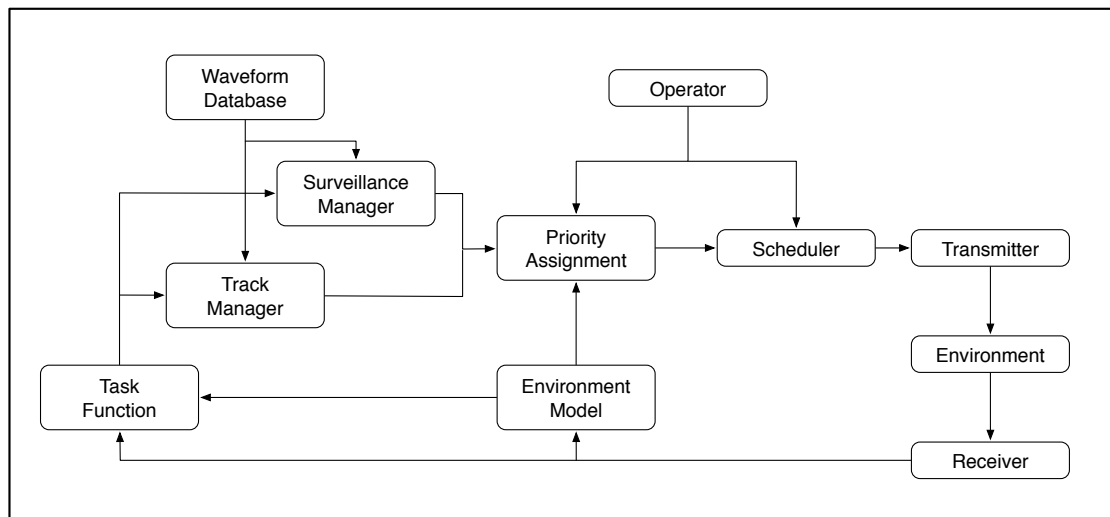 Waveform
Database
Operator
Surveillance
Manager
Priority
Assignment
Scheduler
Transmitter
Track
Manager
Environment
Task
Function
Environment
Model
Receiver